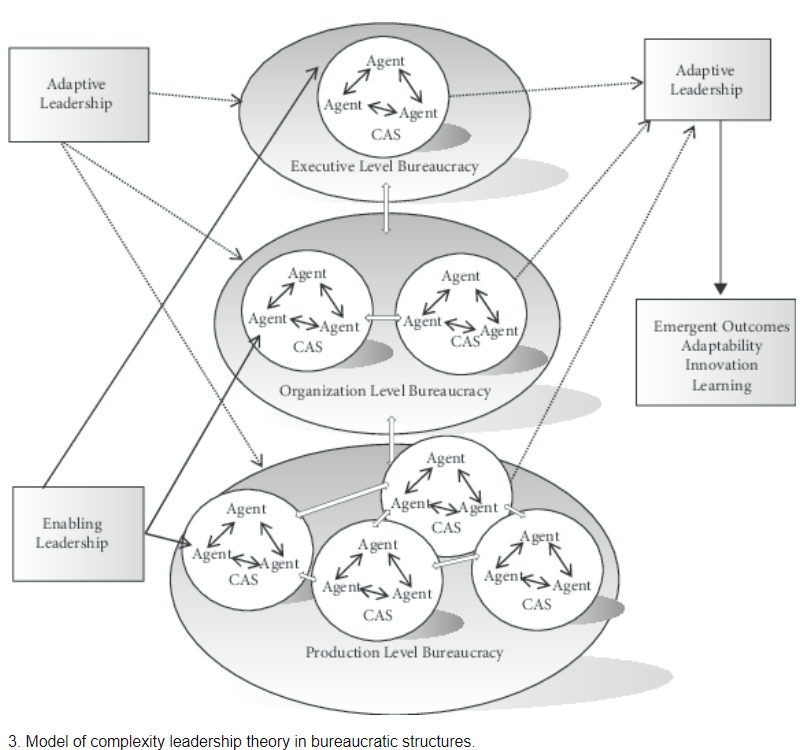 Adaptive
Leadership
Agent
Agent
Agent
CAS
Executive Level Bureaucracy
Adaptive
Leadership
Agent
Agent
Agent
CAS
Agent
Agent
Agent
CAS
Organization Level Bureaucracy
Emergent Outcomes
Adaptability
Innovation
Learning
Enabling
Leadership
Agent
Agent
Agent
CAS
Agent
Agent
Agent
CAS
Agent
Agent
Agent
CAS
Agent
Agent
Agent
CAS
Production Level Bureaucracy
3. Model of complexity leadership theory in bureaucratic structures.